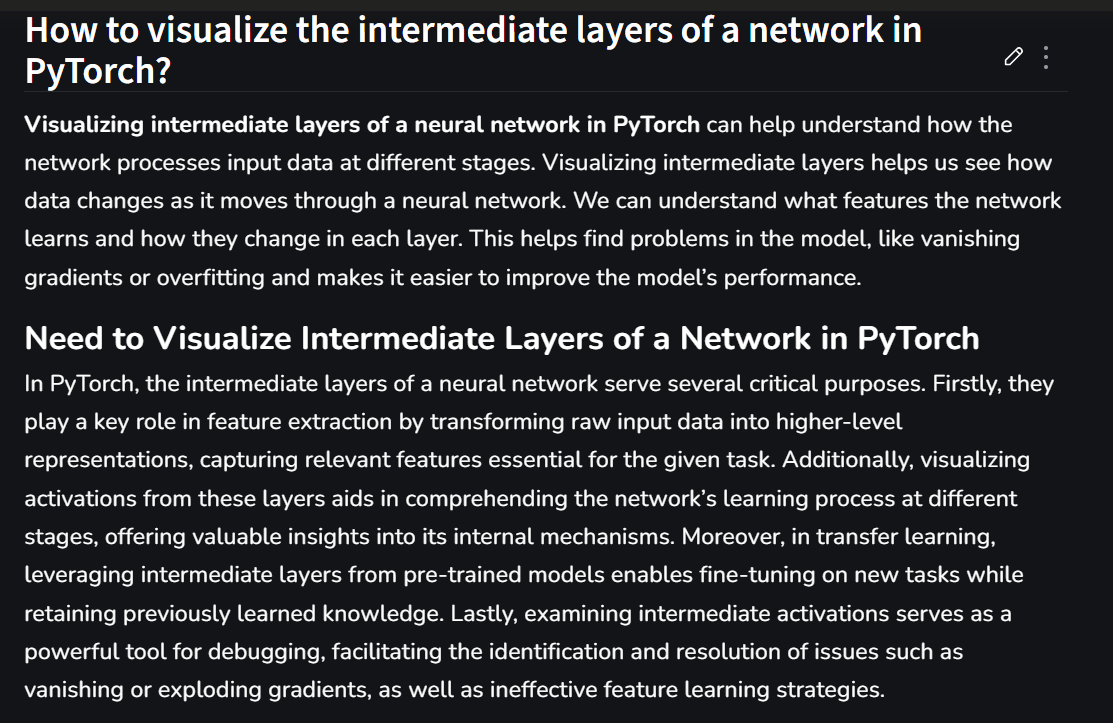 How to visualize the intermediate layers of a network in
PyTorch?
Visualizing intermediate layers of a neural network in PyTorch can help understand how the
network processes input data at different stages. Visualizing intermediate layers helps us see how
data changes as it moves through a neural network. We can understand what features the network
learns and how they change in each layer. This helps find problems in the model, like vanishing
gradients or overfitting and makes it easier to improve the model’s performance.
Need to Visualize Intermediate Layers of a Network in PyTorch
In PyTorch, the intermediate layers of a neural network serve several critical purposes. Firstly, they
play a key role in feature extraction by transforming raw input data into higher-level
representations, capturing relevant features essential for the given task. Additionally, visualizing
activations from these layers aids in comprehending the network’s learning process at different
stages, offering valuable insights into its internal mechanisms. Moreover, in transfer learning,
leveraging intermediate layers from pre-trained models enables fine-tuning on new tasks while
retaining previously learned knowledge. Lastly, examining intermediate activations serves as a
powerful tool for debugging, facilitating the identification and resolution of issues such as
vanishing or exploding gradients, as well as ineffective feature learning strategies.